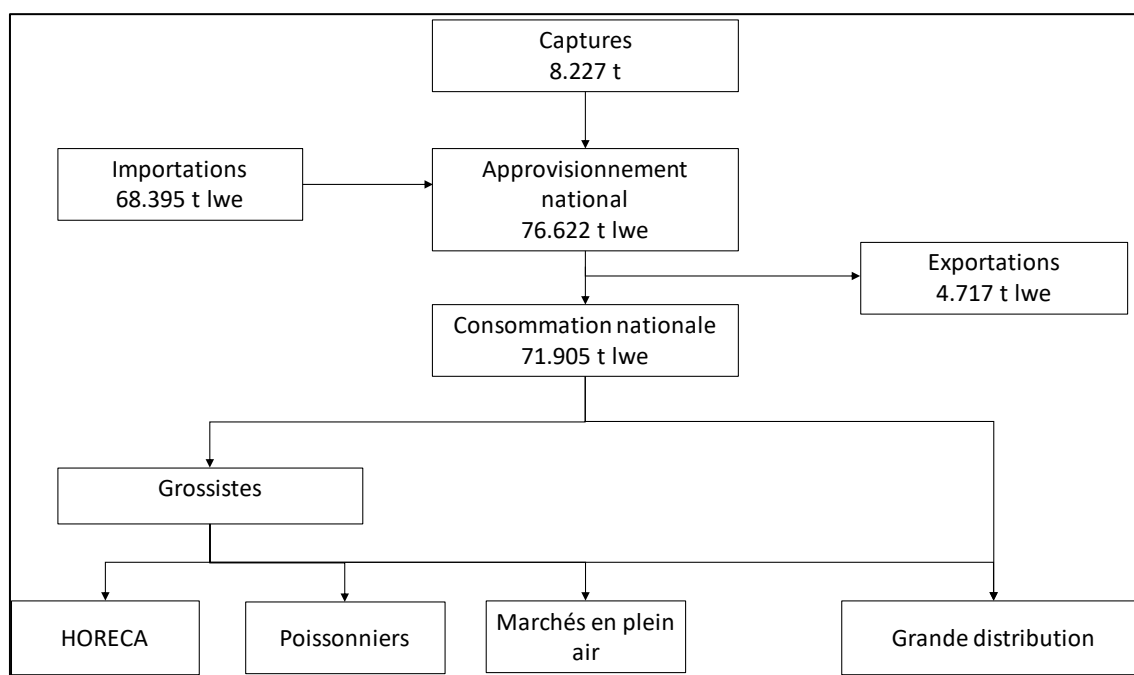 Captures
8.227 t
Importations
68.395 t lwe
Approvisionnement
national
76.622 t lwe
Exportations
4.717 t lwe
Consommation nationale
71.905 t lwe
Grossistes
HORECA
Poissonniers
Marchés en plein
air
Grande distribution